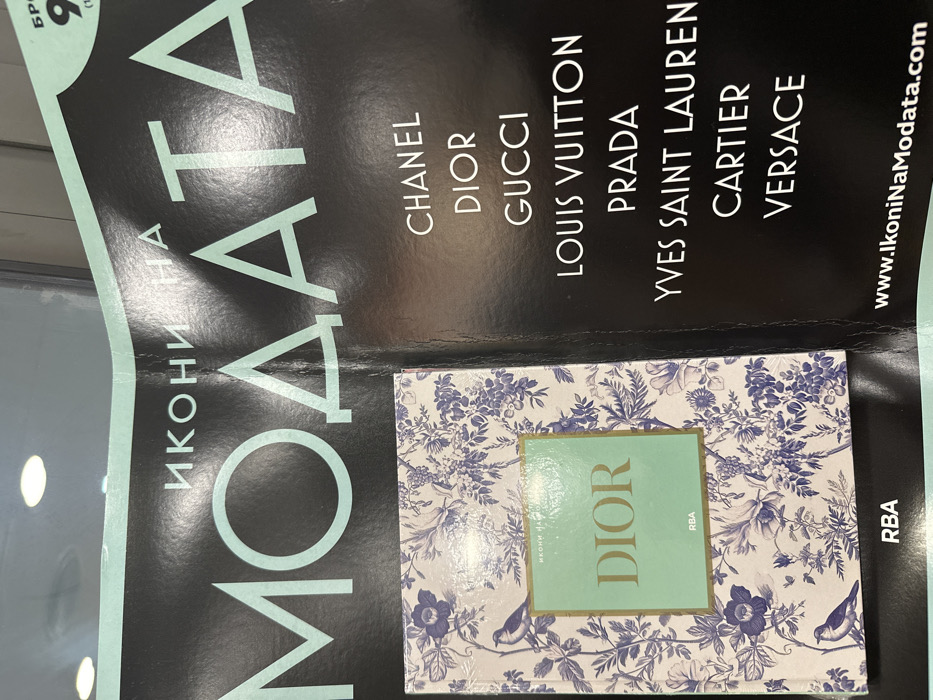 ИКОНИ НА
МОДАТА
CHANEL
DIOR
GUCCI
LOUIS VUITTON
PRADA
YVES SAINT LAUREN
CARTIER
VERSACE
DIOR
RBA
RBA
www.IkoniNaModata.com